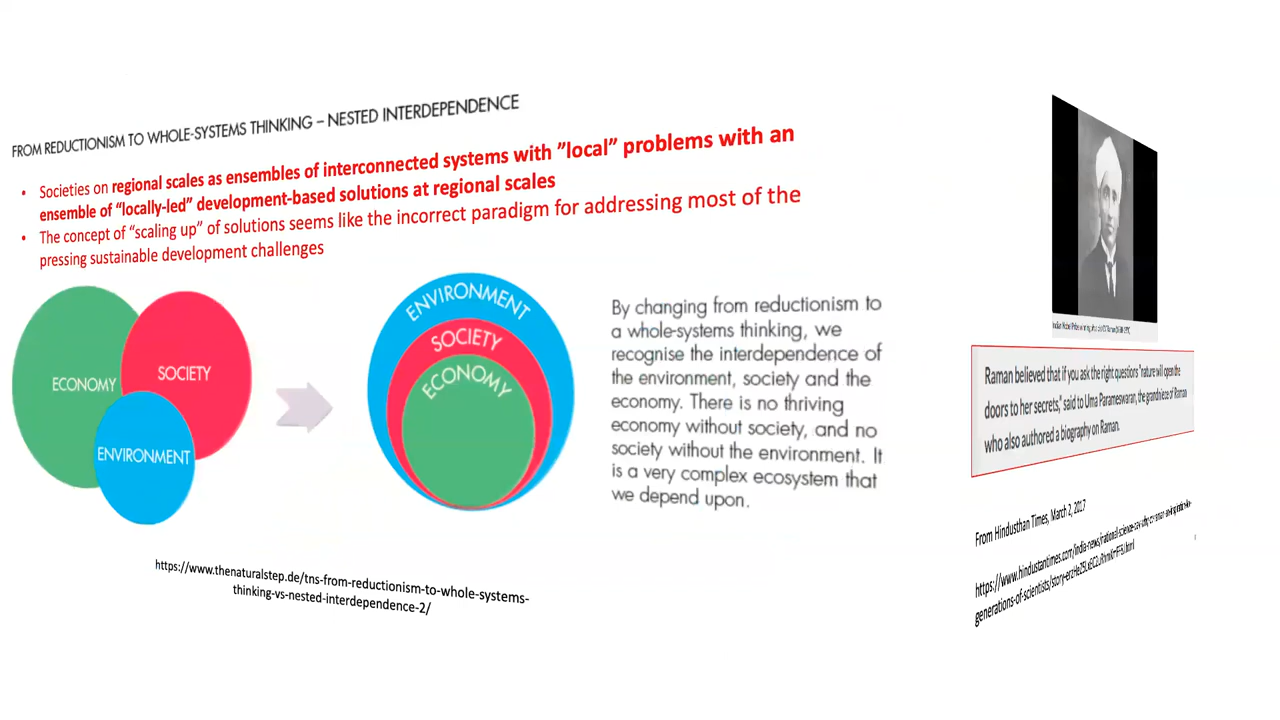 FROM REDUCTIONISM TO WHOLE-SYSTEMS THINKING – NESTED INTERDEPENDENCE
• Societies on regional scales as ensembles of interconnected systems with ”local” problems with an
ensemble of “locally-led” development-based solutions at regional scales
• The concept of “scaling up” of solutions seems like the incorrect paradigm for addressing most of the
pressing sustainable development challenges
ECONOMY
SOCIETY
ENVIRONMENT
ENVIRONMENT
SOCIETY
ECONOMY
By changing from reductionism to
a whole-systems thinking, we
recognise the interdependence of
the environment, society and the
economy. There is no thriving
economy without society, and no
society without the environment. It
is a very complex ecosystem that
we depend upon.
https://www.thenaturalstep.de/tns-from-reductionism-to-whole-systems-
thinking-vs-nested-interdependence-2/
Raman believed that if you ask the right questions ‘nature will open the
doors to her secrets,” said to Uma Parameswaran, the grandniece of Raman
who also authored a biography on Raman.
From Hindusthan Times, March 2, 2017